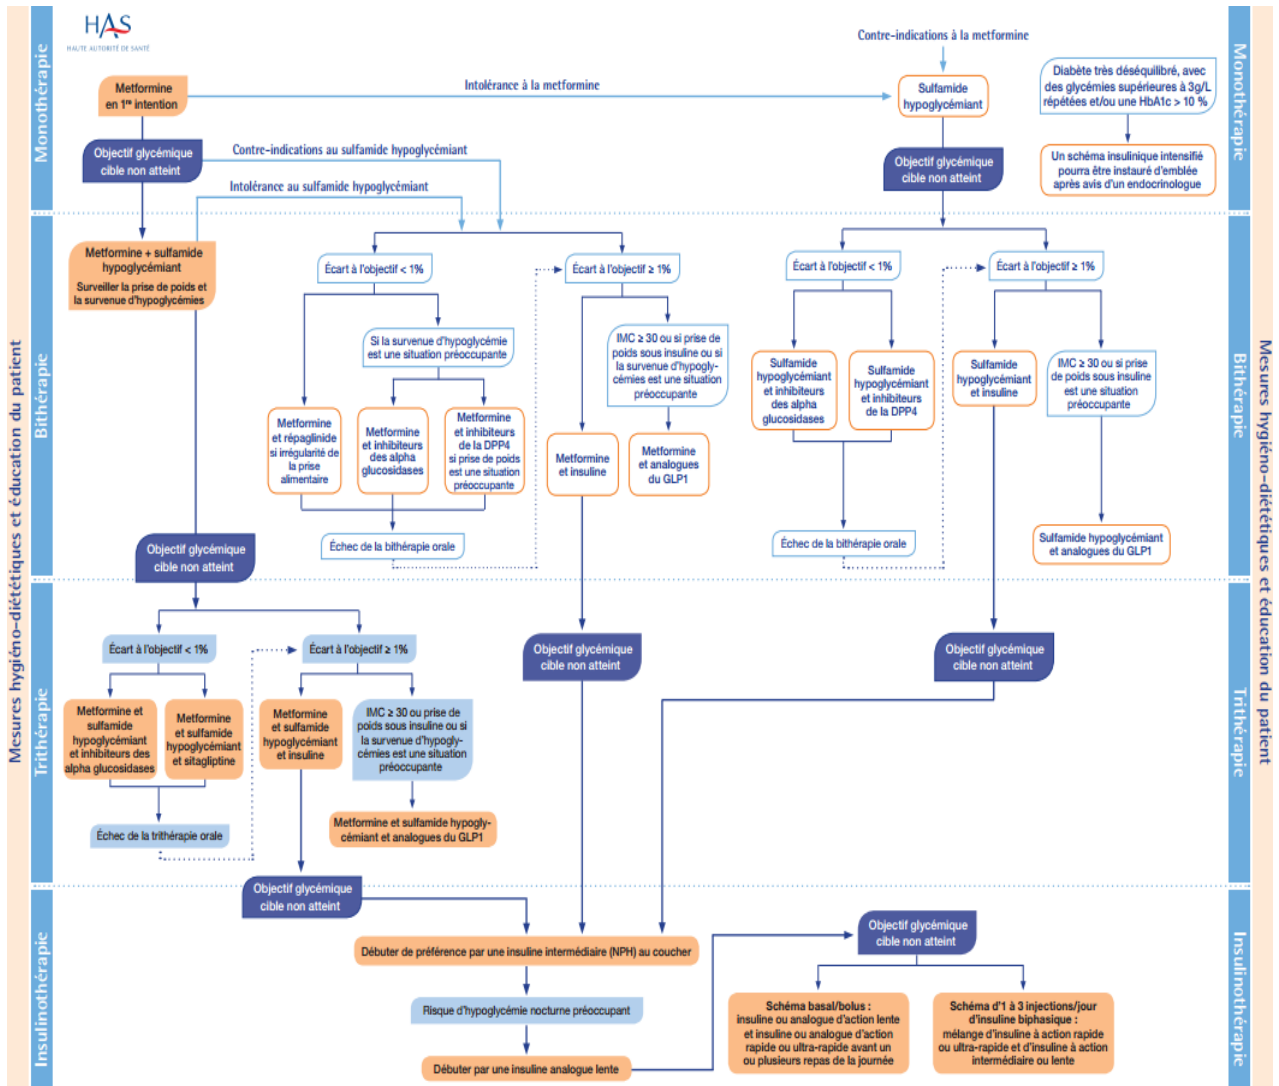 HAS
HAUTE AUTORITÉ DE SANTÉ
Mesures hygiéno-diététiques et éducation du patient
Monothérapie
Contre-indications à la metformine
Metformine
en 1re intention
Intolérance à la metformine
Sulfamide
hypoglycémiant
Diabète très déséquilibré, avec
des glycémies supérieures à 3g/L
répétées et/ou une HbA1c > 10 %
Objectif glycémique
cible non atteint
Contre-indications au sulfamide hypoglycémiant
Intolérance au sulfamide hypoglycémiant
Objectif glycémique
cible non atteint
Un schéma insulinique intensifié
pourra être instauré d'emblée
après avis d'un endocrinologue
Monothérapie
Bithérapie
Metformine + sulfamide
hypoglycémiant
Surveiller la prise de poids et
la survenue d'hypoglycémies
Écart à l'objectif < 1%
Écart à l'objectif ≥ 1%
Écart à l'objectif < 1%
Écart à l'objectif ≥ 1%
Si la survenue d'hypoglycémie
est une situation préoccupante
IMC ≥ 30 ou si prise de
poids sous insuline ou si
la survenue d'hypogly-
cémies est une situation
préoccupante
Sulfamide
hypoglycémiant
et inhibiteurs
des alpha
glucosidases
Sulfamide
hypoglycémiant
et inhibiteurs
de la DPP4
Sulfamide
hypoglycémiant
et insuline
IMC ≥ 30 ou si prise
de poids sous insuline
est une situation
préoccupante
Metformine
et répaglinide
si irrégularité de
la prise
alimentaire
Metformine
et inhibiteurs
des alpha
glucosidases
Metformine
et inhibiteurs
de la DPP4
si prise de poids
est une situation
préoccupante
Metformine
et insuline
Metformine
et analogues
du GLP1
Échec de la bithérapie orale
Échec de la bithérapie orale
Sulfamide hypoglycémiant
et analogues du GLP1
Objectif glycémique
cible non atteint
Bithérapie
Trithérapie
Écart à l'objectif < 1%
Écart à l'objectif ≥ 1%
Objectif glycémique
cible non atteint
Objectif glycémique
cible non atteint
Metformine et
sulfamide
hypoglycémiant
et inhibiteurs des
alpha glucosidases
Metformine
et sulfamide
hypoglycémiant
et sitagliptine
Metformine
et sulfamide
hypoglycémiant
et insuline
IMC ≥ 30 ou prise de
poids sous insuline ou si
la survenue d'hypogly-
cémies est une situation
préoccupante
Échec de la trithérapie orale
Metformine et sulfamide hypogly-
cémiant et analogues du GLP1
Trithérapie
Insulinothérapie
Objectif glycémique
cible non atteint
Débuter de préférence par une insuline intermédiaire (NPH) au coucher
Objectif glycémique
cible non atteint
Risque d'hypoglycémie nocturne préoccupant
Débuter par une insuline analogue lente
Schéma basal/bolus :
insuline ou analogue d'action lente
et insuline ou analogue d'action
rapide ou ultra-rapide avant un
ou plusieurs repas de la journée
Schéma d'1 à 3 injections/jour
d'insuline biphasique :
mélange d'insuline à action rapide
ou ultra-rapide et d'insuline à action
intermédiaire ou lente
Insulinothérapie
Mesures hygiéno-diététiques et éducation du patient